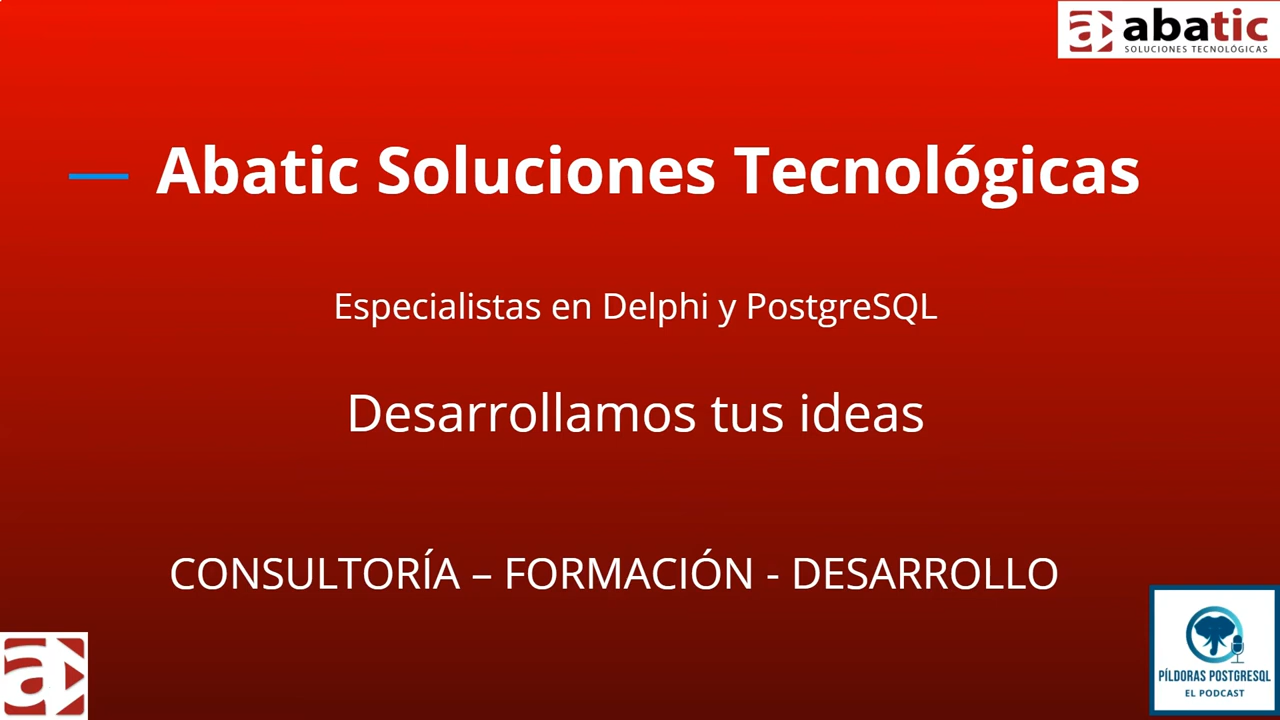 abatic
SOLUCIONES TECNOLÓGICAS
Abatic Soluciones Tecnológicas
Especialistas en Delphi y PostgreSQL
Desarrollamos tus ideas
CONSULTORÍA – FORMACIÓN - DESARROLLO
PÍLDORAS POSTGRESQL
EL PODCAST